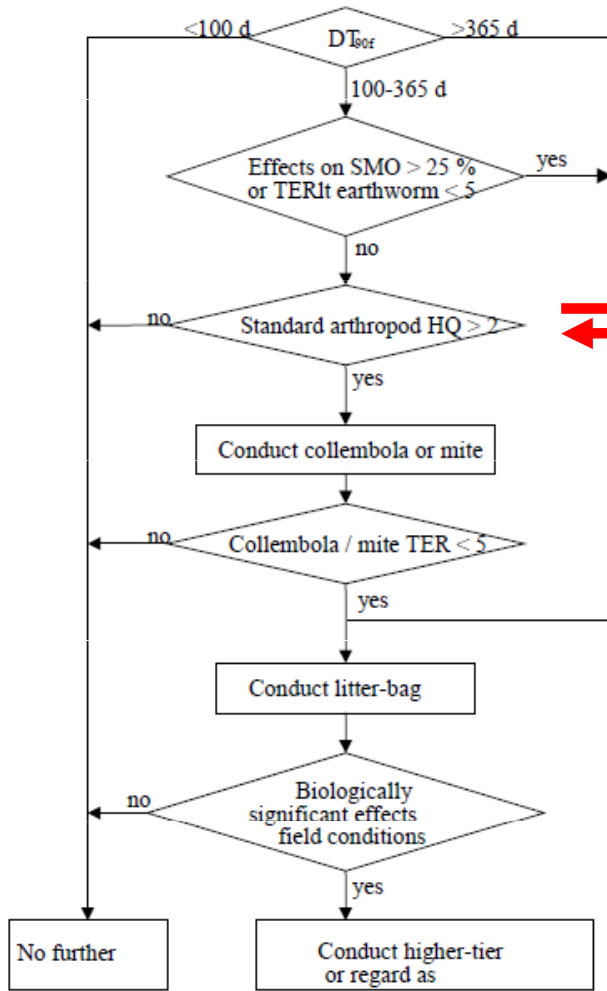 <100 d
DT90f
>365 d
100-365 d
Effects on SMO > 25 %
or TERlt earthworm < 5
yes
no
no
Standard arthropod HQ > 2
yes
Conduct collembola or mite
no
Collembola / mite TER < 5
yes
Conduct litter-bag
no
Biologically
significant effects
field conditions
yes
No further
Conduct higher-tier
or regard as